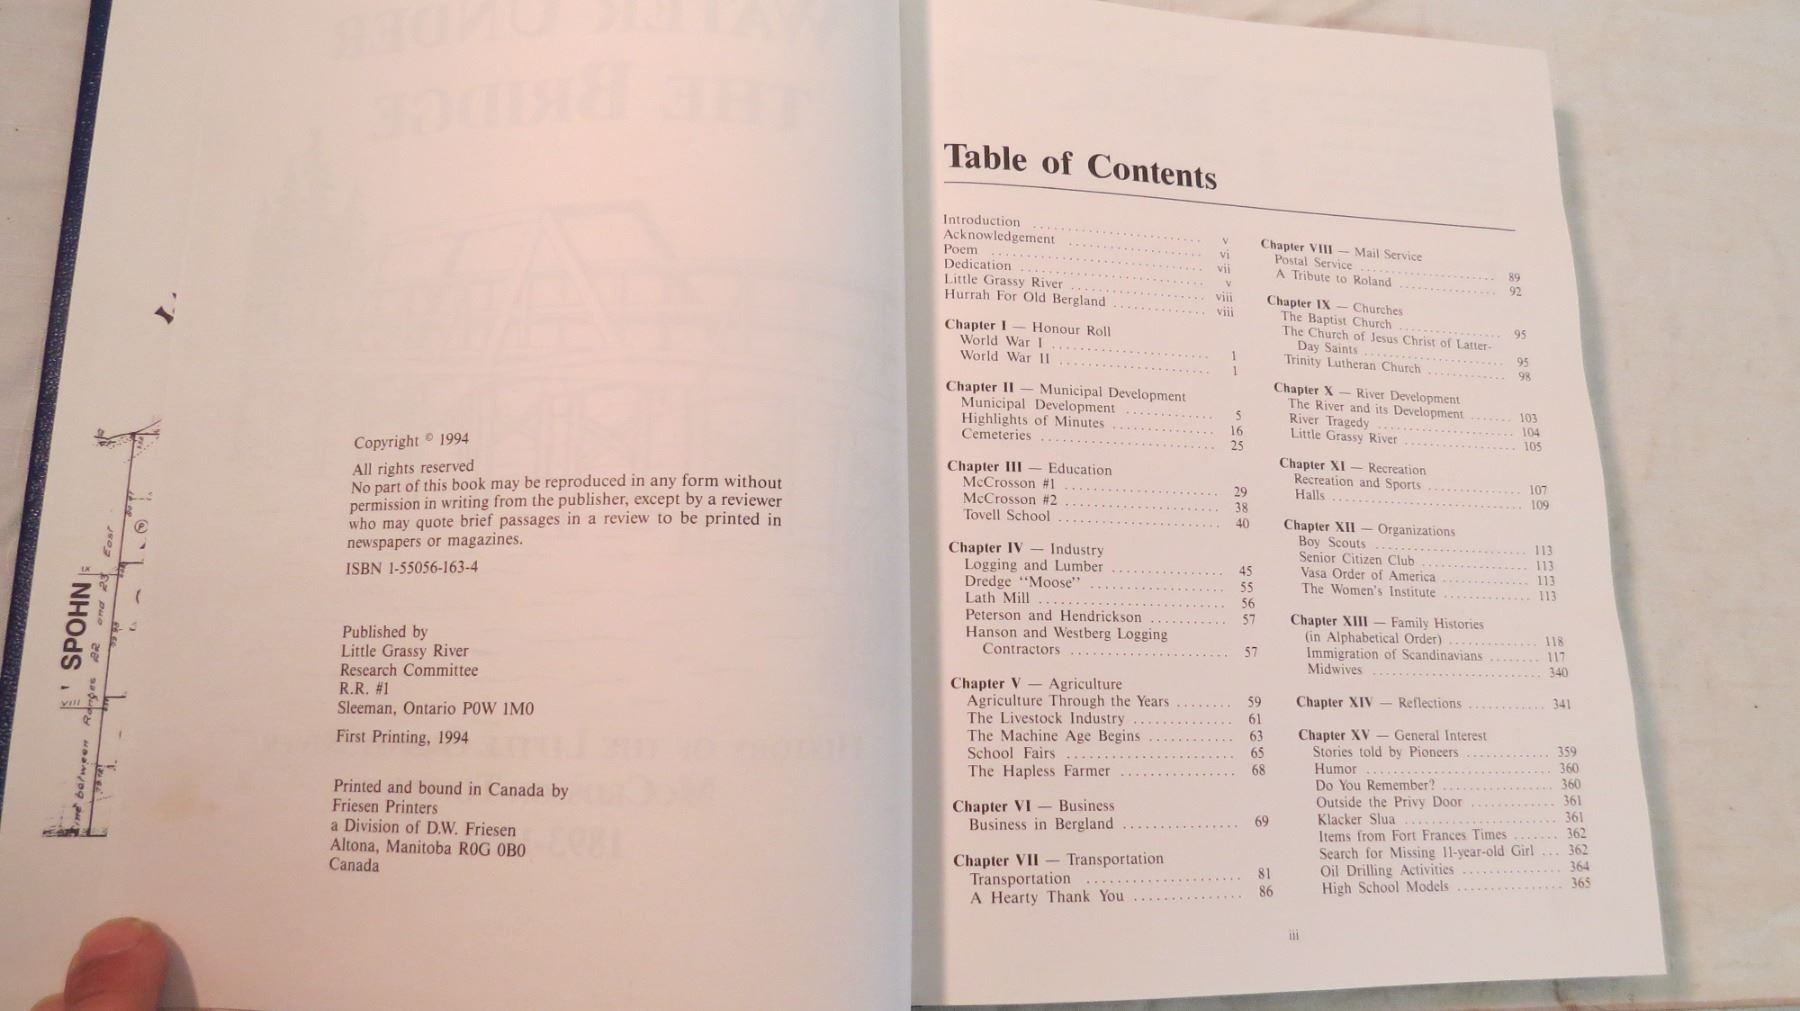 WATER UNDER
THE BRIDGE
SPOHN
Copyright © 1994
All rights reserved
No part of this book may be reproduced in any form without
permission in writing from the publisher, except by a reviewer
who may quote brief passages in a review to be printed in
newspapers or magazines.
ISBN 1-55056-163-4
Published by
Little Grassy River
Research Committee
R.R. #1
Sleeman, Ontario P0W 1M0
First Printing, 1994
Printed and bound in Canada by
Friesen Printers
a Division of D.W. Friesen
Altona, Manitoba R0G 0B0
Canada
Table of Contents
Introduction v
Acknowledgement vi
Poem vii
Dedication v
Little Grassy River viii
Hurrah For Old Bergland viii
Chapter I — Honour Roll
World War I 1
World War II 1
Chapter II — Municipal Development
Municipal Development 5
Highlights of Minutes 16
Cemeteries 25
Chapter III — Education
McCrosson #1 29
McCrosson #2 38
Tovell School 40
Chapter IV — Industry
Logging and Lumber 45
Dredge "Moose" 55
Lath Mill 56
Peterson and Hendrickson 57
Hanson and Westberg Logging
Contractors 57
Chapter V — Agriculture
Agriculture Through the Years 59
The Livestock Industry 61
The Machine Age Begins 63
School Fairs 65
The Hapless Farmer 68
Chapter VI — Business
Business in Bergland 69
Chapter VII — Transportation
Transportation 81
A Hearty Thank You 86
Chapter VIII — Mail Service
Postal Service 89
A Tribute to Roland 92
Chapter IX — Churches
The Baptist Church 95
The Church of Jesus Christ of Latter-
Day Saints 95
Trinity Lutheran Church 98
Chapter X — River Development
The River and its Development 103
River Tragedy 104
Little Grassy River 105
Chapter XI — Recreation
Recreation and Sports 107
Halls 109
Chapter XII — Organizations
Boy Scouts 113
Senior Citizen Club 113
Vasa Order of America 113
The Women's Institute 113
Chapter XIII — Family Histories
(in Alphabetical Order) 118
Immigration of Scandinavians 117
Midwives 340
Chapter XIV — Reflections 341
Chapter XV — General Interest
Stories told by Pioneers 359
Humor 360
Do You Remember? 360
Outside the Privy Door 361
Klacker Slua 361
Items from Fort Frances Times 362
Search for Missing 11-year-old Girl 362
Oil Drilling Activities 364
High School Models 365
iii